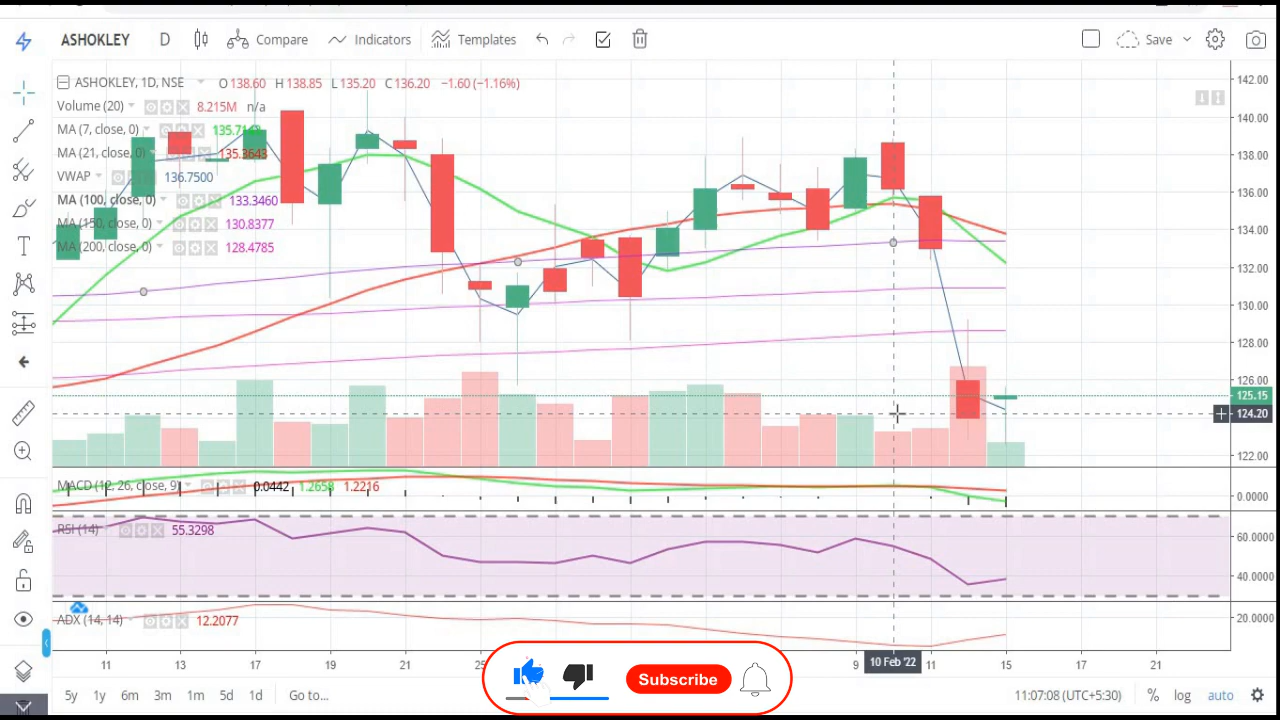 ASHOKLEY D Compare Indicators Templates Save
ASHOKLEY, 1D, NSE O138.60 H138.85 L135.20 C136.20 −1.60 (−1.16%)
Volume (20) 8.215M n/a
MA (7, close, 0)
MA (21, close, 0) 135.3643
VWAP 136.7500
MA (100, close, 0) 133.3460
MA (150, close, 0) 130.8377
MA (200, close, 0) 128.4785
142.00
140.00
138.00
136.00
134.00
132.00
130.00
128.00
126.00
125.15
124.20
122.00
MACD (12, 26, close, 9) 0.0442 1.2658 1.2216
0.0000
RSI (14) 55.3298
60.0000
40.0000
ADX (14, 14) 12.2077
20.0000
11 13 17 19 21 25 9 10 Feb '22 11 15 17 21
Subscribe
5y 1y 6m 3m 1m 5d 1d Go to... 11:07:08 (UTC+5:30) % log auto